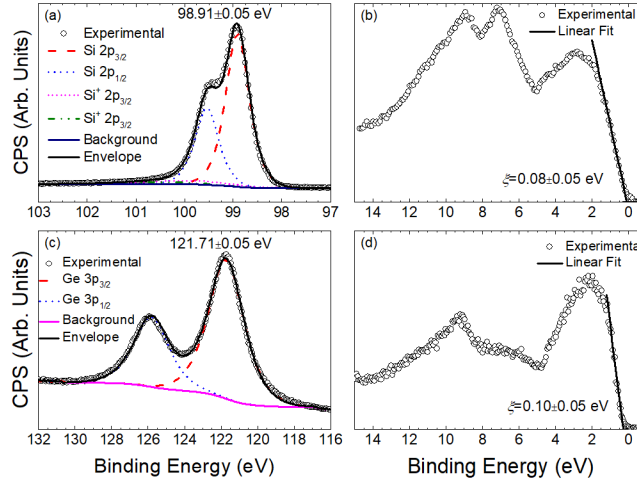 (a)
98.91±0.05 eV
Experimental
Si 2p3/2
Si 2p1/2
Si+ 2p3/2
Si+ 2p3/2
Background
Envelope
CPS (Arb. Units)
103 102 101 100 99 98 97
(b)
Experimental
Linear Fit
ξ=0.08±0.05 eV
14 12 10 8 6 4 2 0
(c)
121.71±0.05 eV
Experimental
Ge 3p3/2
Ge 3p1/2
Background
Envelope
CPS (Arb. Units)
132 130 128 126 124 122 120 118 116
Binding Energy (eV)
(d)
Experimental
Linear Fit
ξ=0.10±0.05 eV
14 12 10 8 6 4 2 0
Binding Energy (eV)